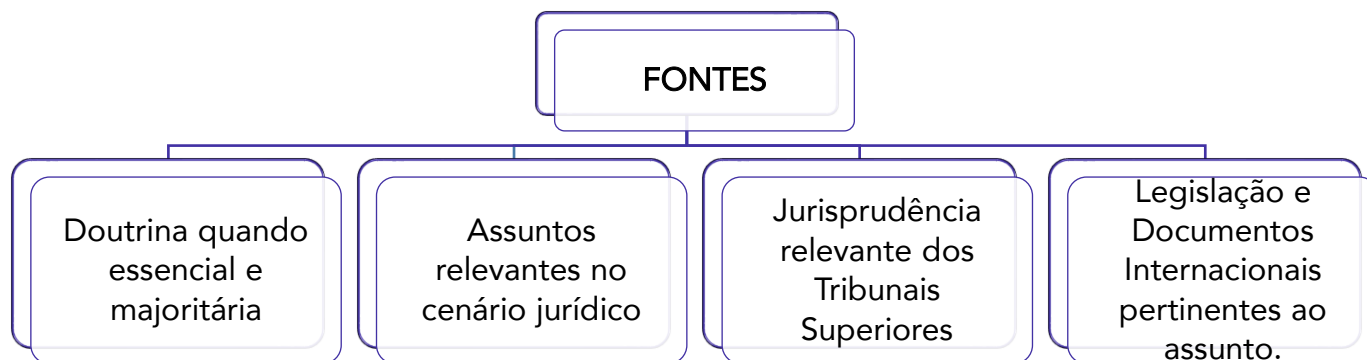 FONTES
Doutrina quando
essencial e
majoritária
Assuntos
relevantes no
cenário jurídico
Jurisprudência
relevante dos
Tribunais
Superiores
Legislação e
Documentos
Internacionais
pertinentes ao
assunto.